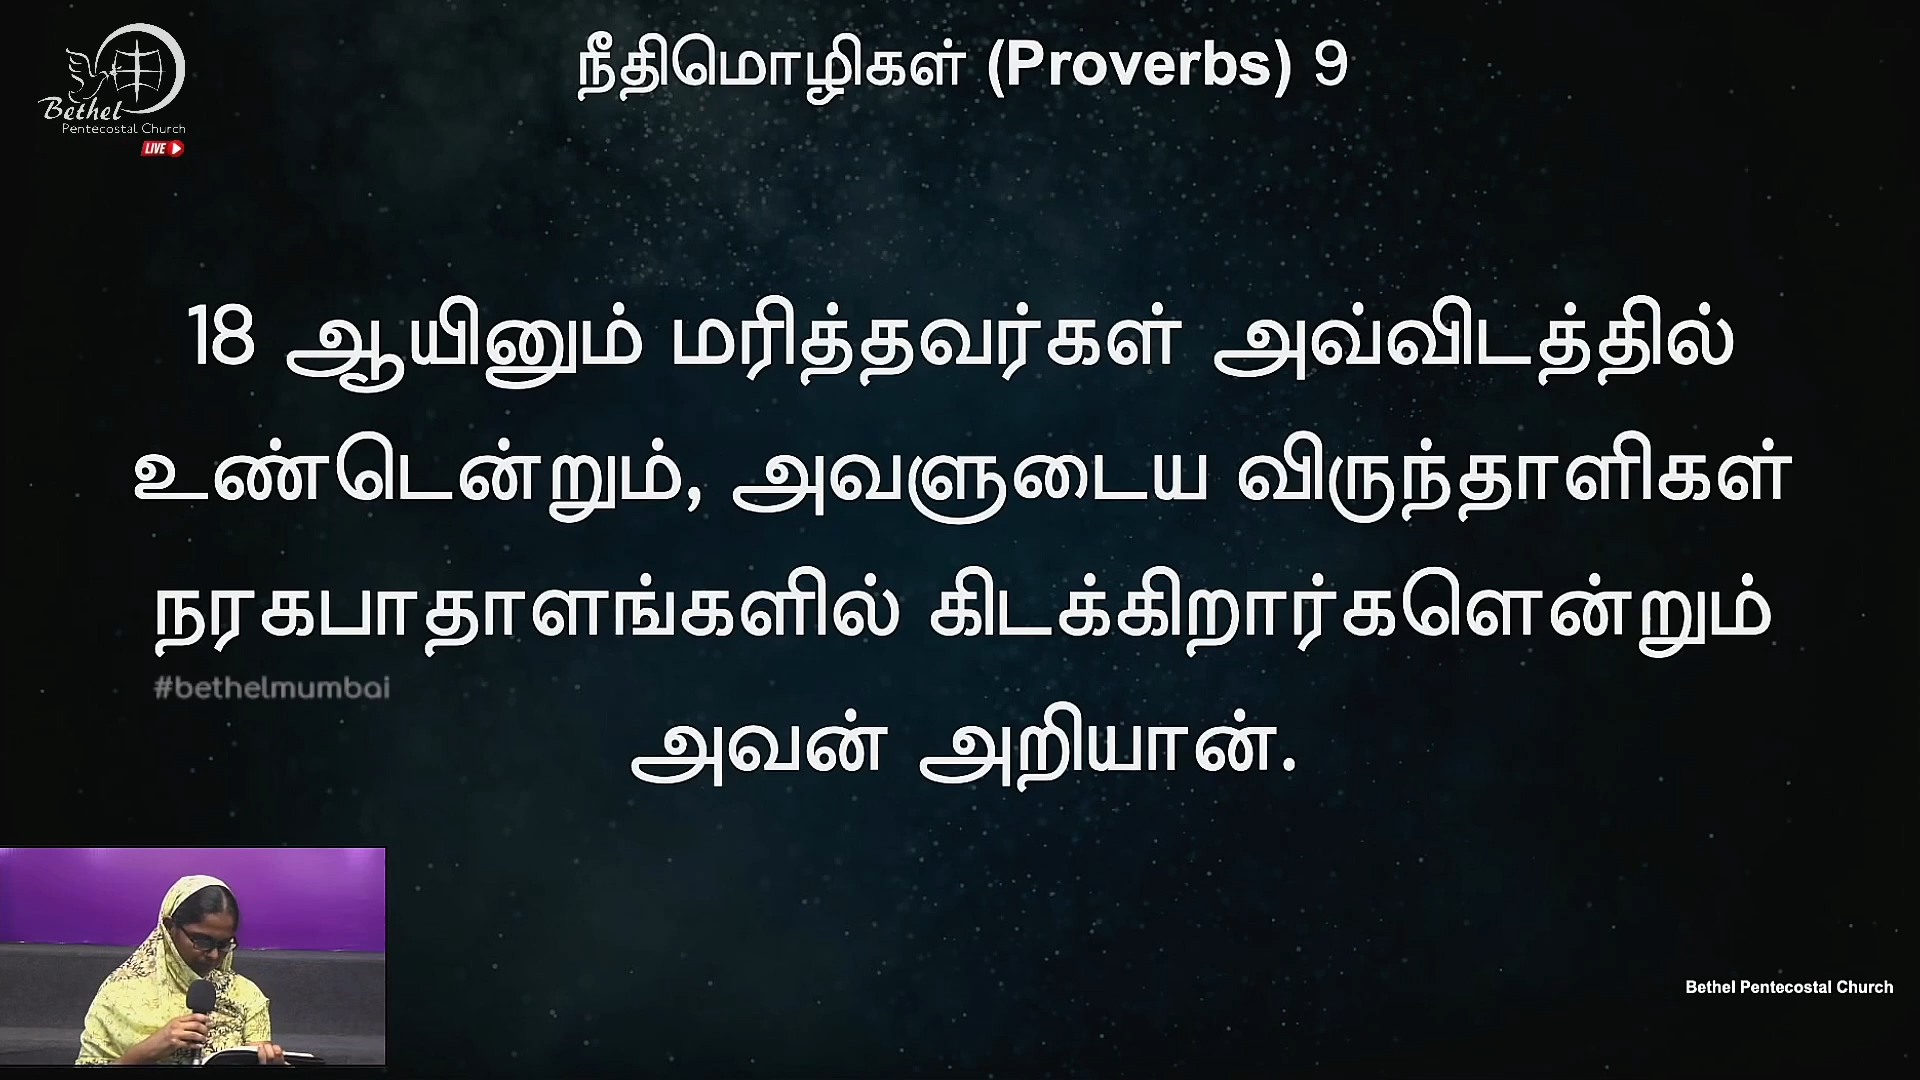 Bethel
Pentecostal Church
LIVE
நீதிமொழிகள் (Proverbs) 9
18 ஆயினும் மரித்தவர்கள் அவ்விடத்தில்
உண்டென்றும், அவளுடைய விருந்தாளிகள்
நரகபாதாளங்களில் கிடக்கிறார்களென்றும்
#bethelmumbai
அவன் அறியான்.
Bethel Pentecostal Church